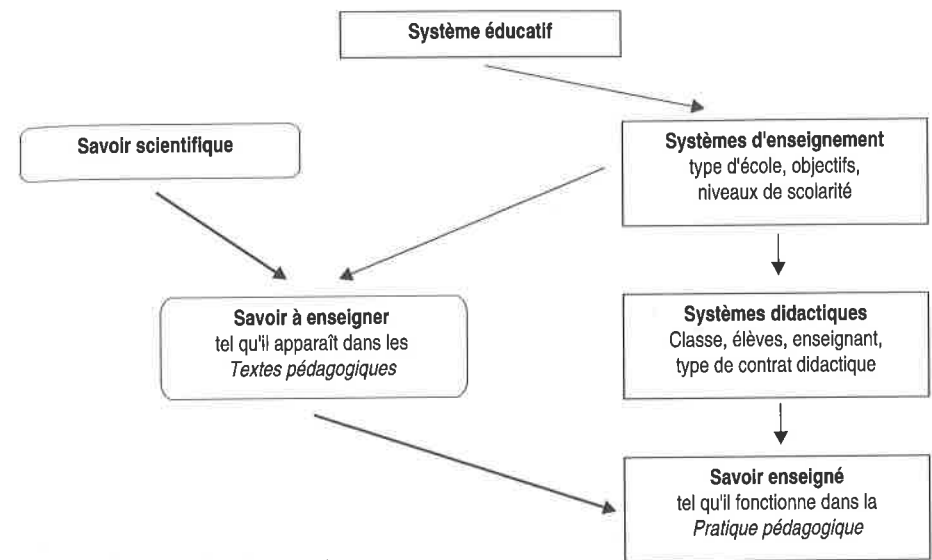 Système éducatif
Savoir scientifique
Systèmes d'enseignement
type d'école, objectifs,
niveaux de scolarité
Savoir à enseigner
tel qu'il apparaît dans les
Textes pédagogiques
Systèmes didactiques
Classe, élèves, enseignant,
type de contrat didactique
Savoir enseigné
tel qu'il fonctionne dans la
Pratique pédagogique